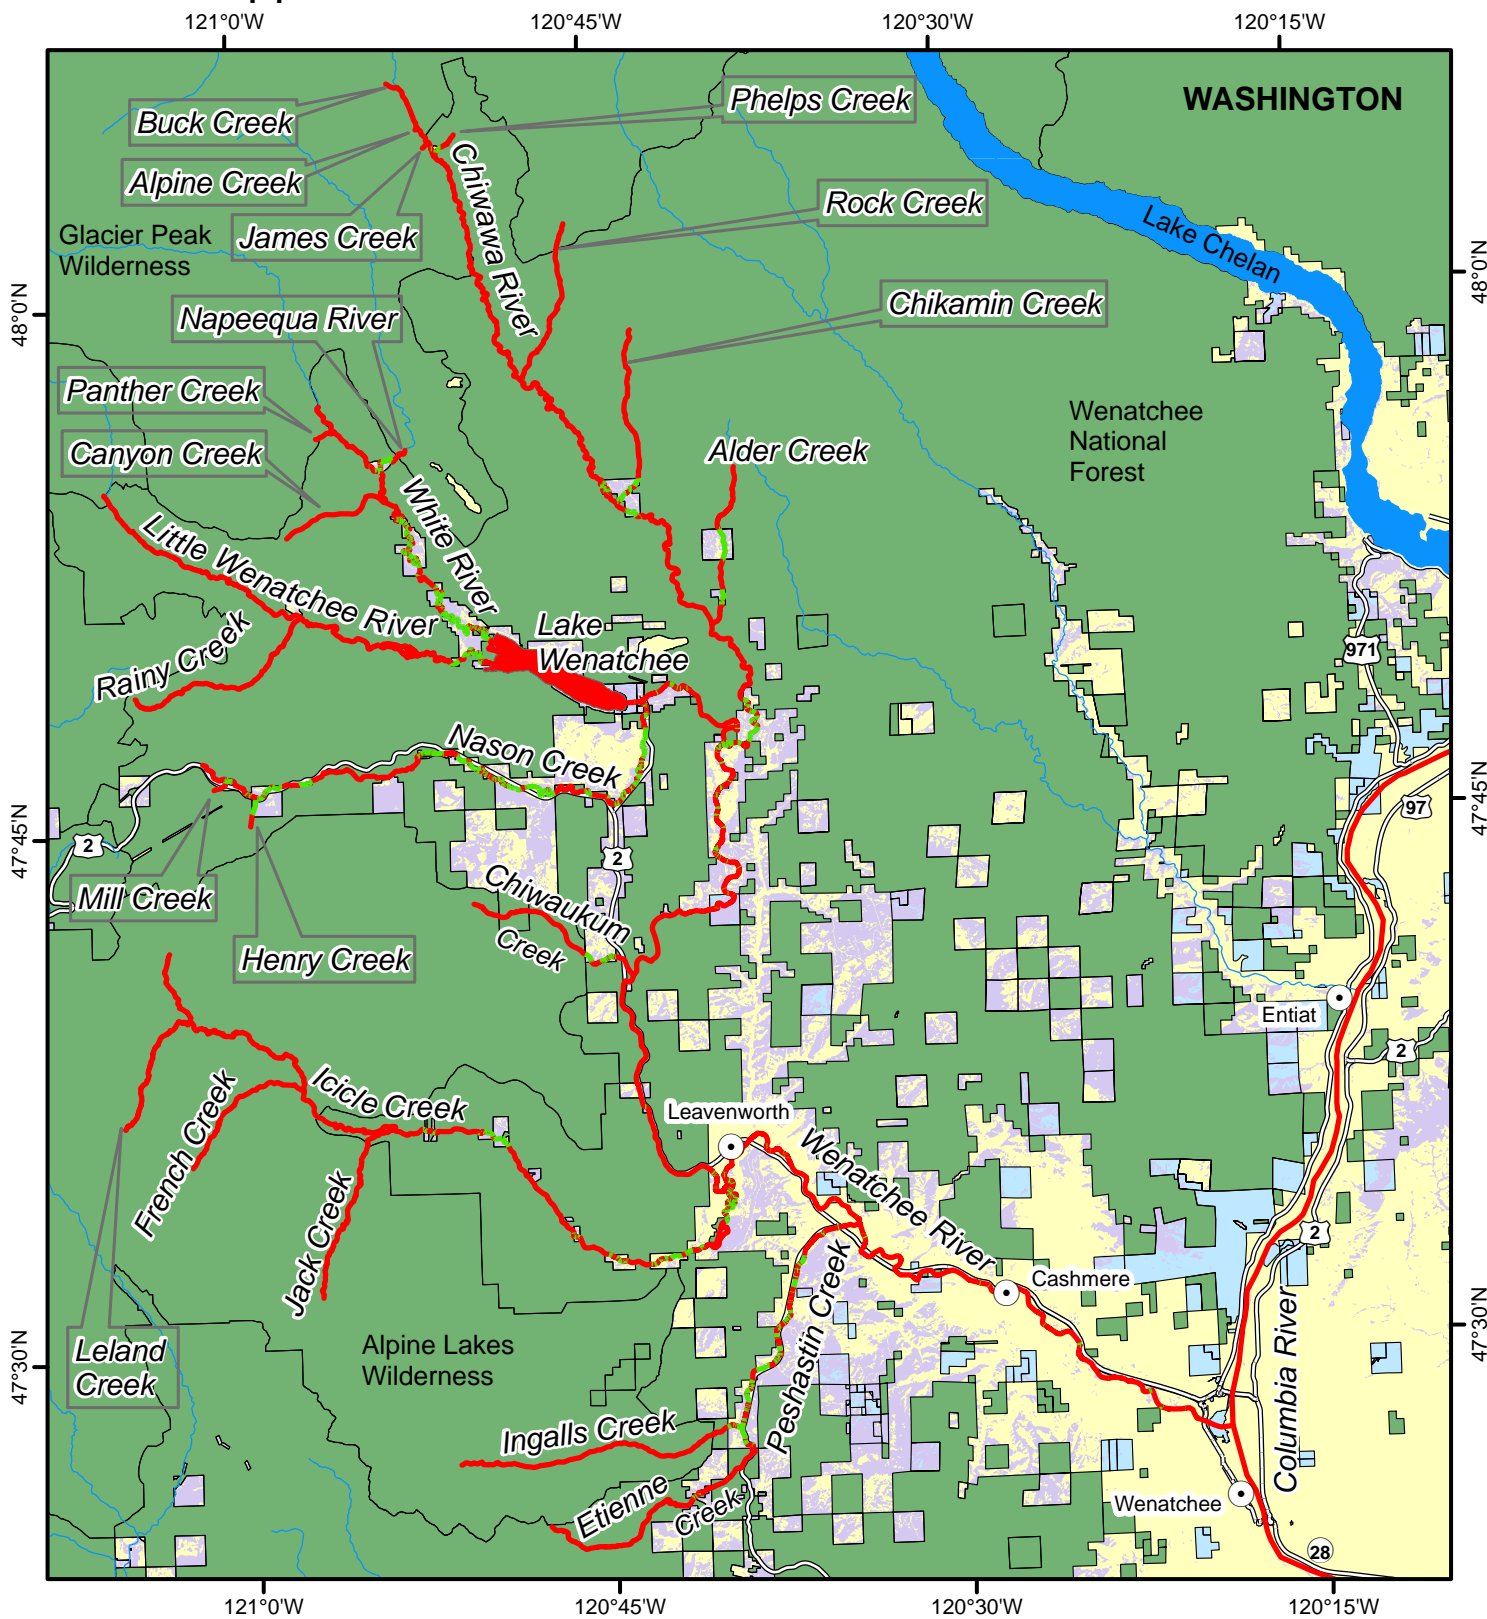 121°0'W
120°45'W
120°30'W
120°15'W
WASHINGTON
Buck Creek
Phelps Creek
Alpine Creek
Chiwawa River
Rock Creek
James Creek
Glacier Peak
Wilderness
Lake Chelan
48°0'N
48°0'N
Napeequa River
Chikamin Creek
Panther Creek
Wenatchee
National
Forest
Canyon Creek
Alder Creek
White River
Little Wenatchee River
Lake
Wenatchee
Rainy Creek
971
Nason Creek
97
47°45'N
47°45'N
2
2
Mill Creek
Chiwaukum
Creek
Henry Creek
Entiat
2
Icicle Creek
French Creek
Leavenworth
Wenatchee River
Jack Creek
2
Peshastin Creek
Cashmere
Columbia River
Leland
Creek
Alpine Lakes
Wilderness
47°30'N
47°30'N
Ingalls Creek
Etienne
Creek
Wenatchee
28
121°0'W
120°45'W
120°30'W
120°15'W